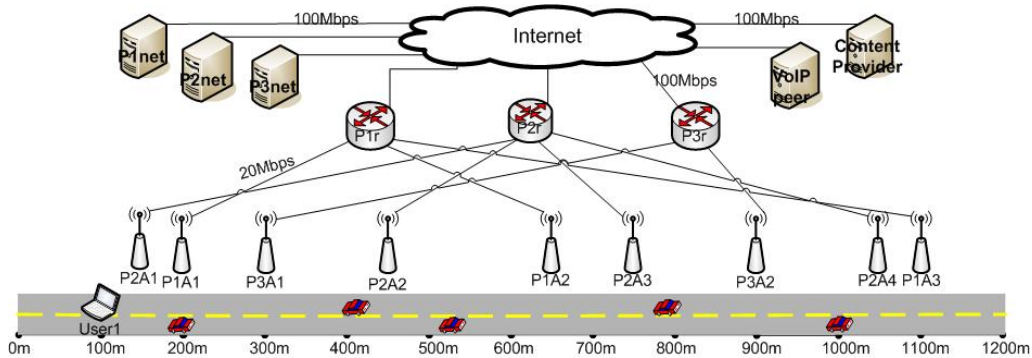 100Mbps
100Mbps
Internet
P1net
P2net
P3net
Content
Provider
VoIP
peer
100Mbps
P1r
P2r
P3r
20Mbps
P2A1
P1A1
P3A1
P2A2
P1A2
P2A3
P3A2
P2A4
P1A3
User1
0m 100m 200m 300m 400m 500m 600m 700m 800m 900m 1000m 1100m 1200m